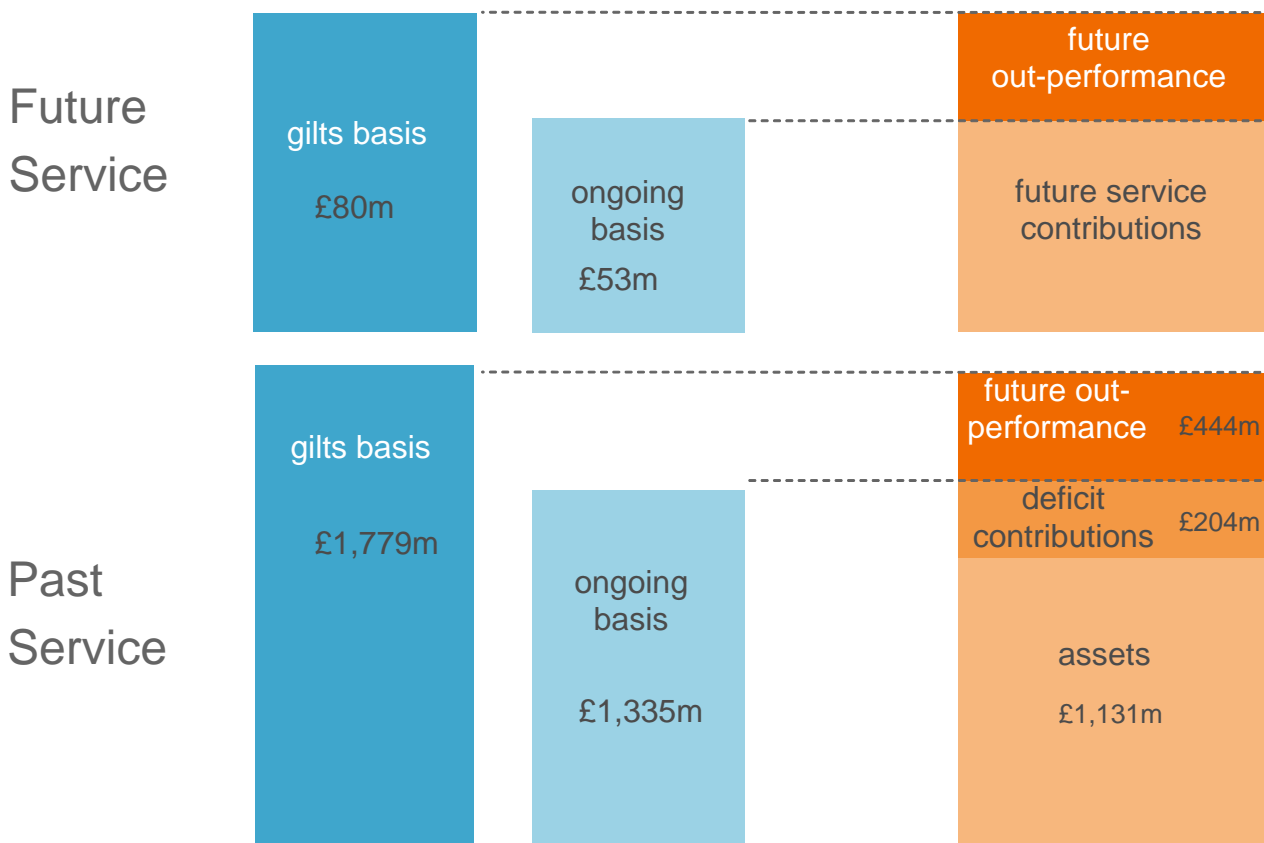 Future
Service
gilts basis
£80m
ongoing
basis
£53m
future
out-performance
future service
contributions
Past
Service
gilts basis
£1,779m
ongoing
basis
£1,335m
future out-
performance £444m
deficit
contributions £204m
assets
£1,131m